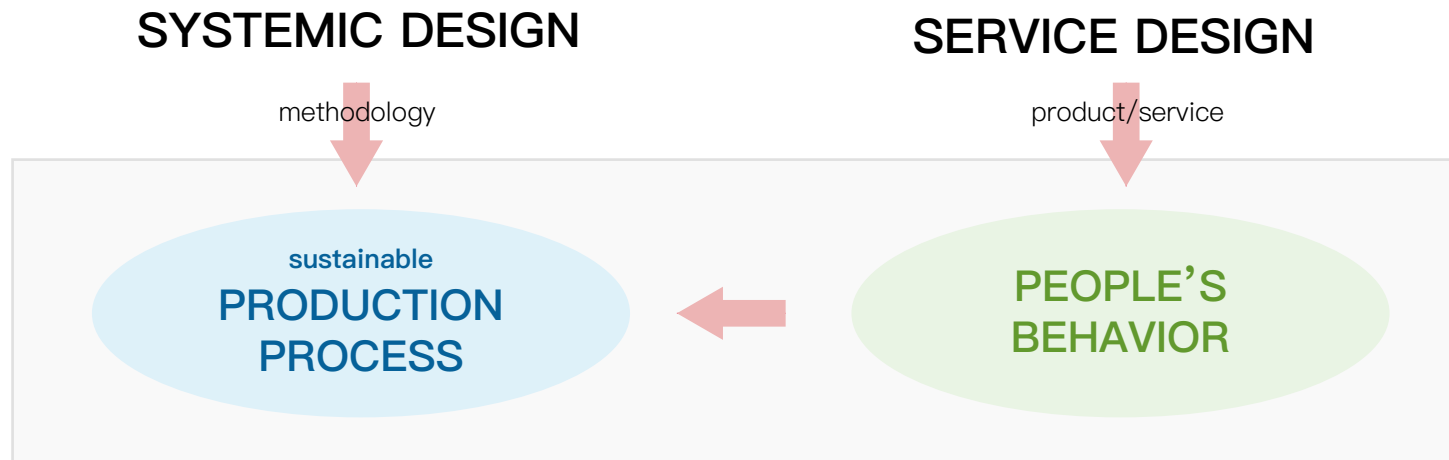 SYSTEMIC DESIGN
methodology
sustainable
PRODUCTION
PROCESS
SERVICE DESIGN
product/service
PEOPLE’S
BEHAVIOR